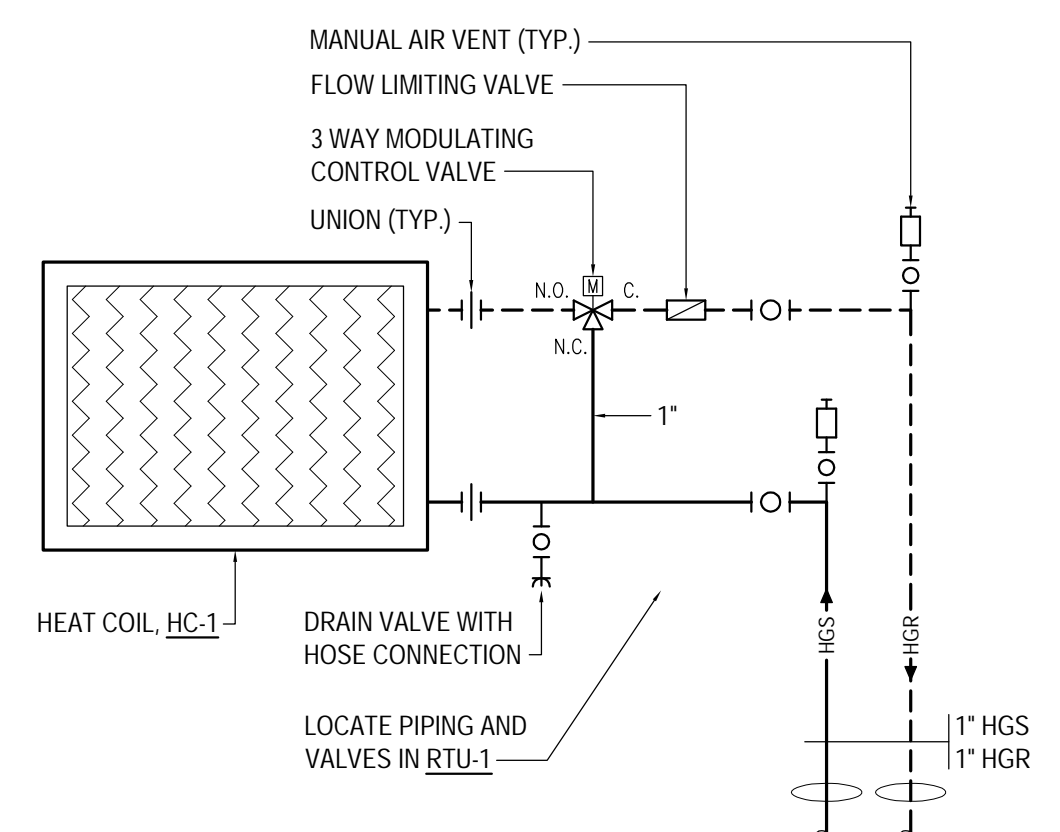 MANUAL AIR VENT (TYP.)
FLOW LIMITING VALVE
3 WAY MODULATING
CONTROL VALVE
UNION (TYP.)
N.O.
M
C.
N.C.
1"
HEAT COIL, HC-1
DRAIN VALVE WITH
HOSE CONNECTION
HGS
HGR
LOCATE PIPING AND
VALVES IN RTU-1
1" HGS
1" HGR